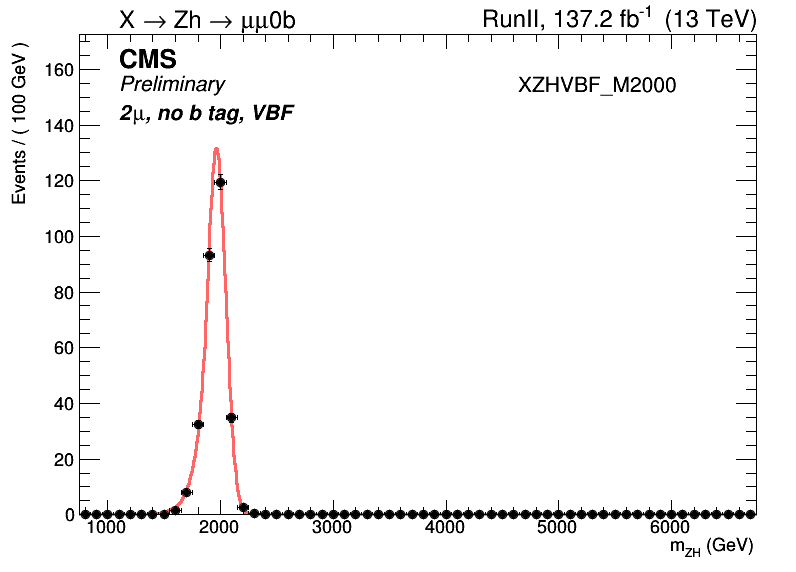 X → Zh → μμ0b
RunII, 137.2 fb⁻¹ (13 TeV)
CMS
Preliminary
2μ, no b tag, VBF
XZHVBF_M2000
Events / ( 100 GeV )
160
140
120
100
80
60
40
20
0
1000 2000 3000 4000 5000 6000
m_ZH (GeV)